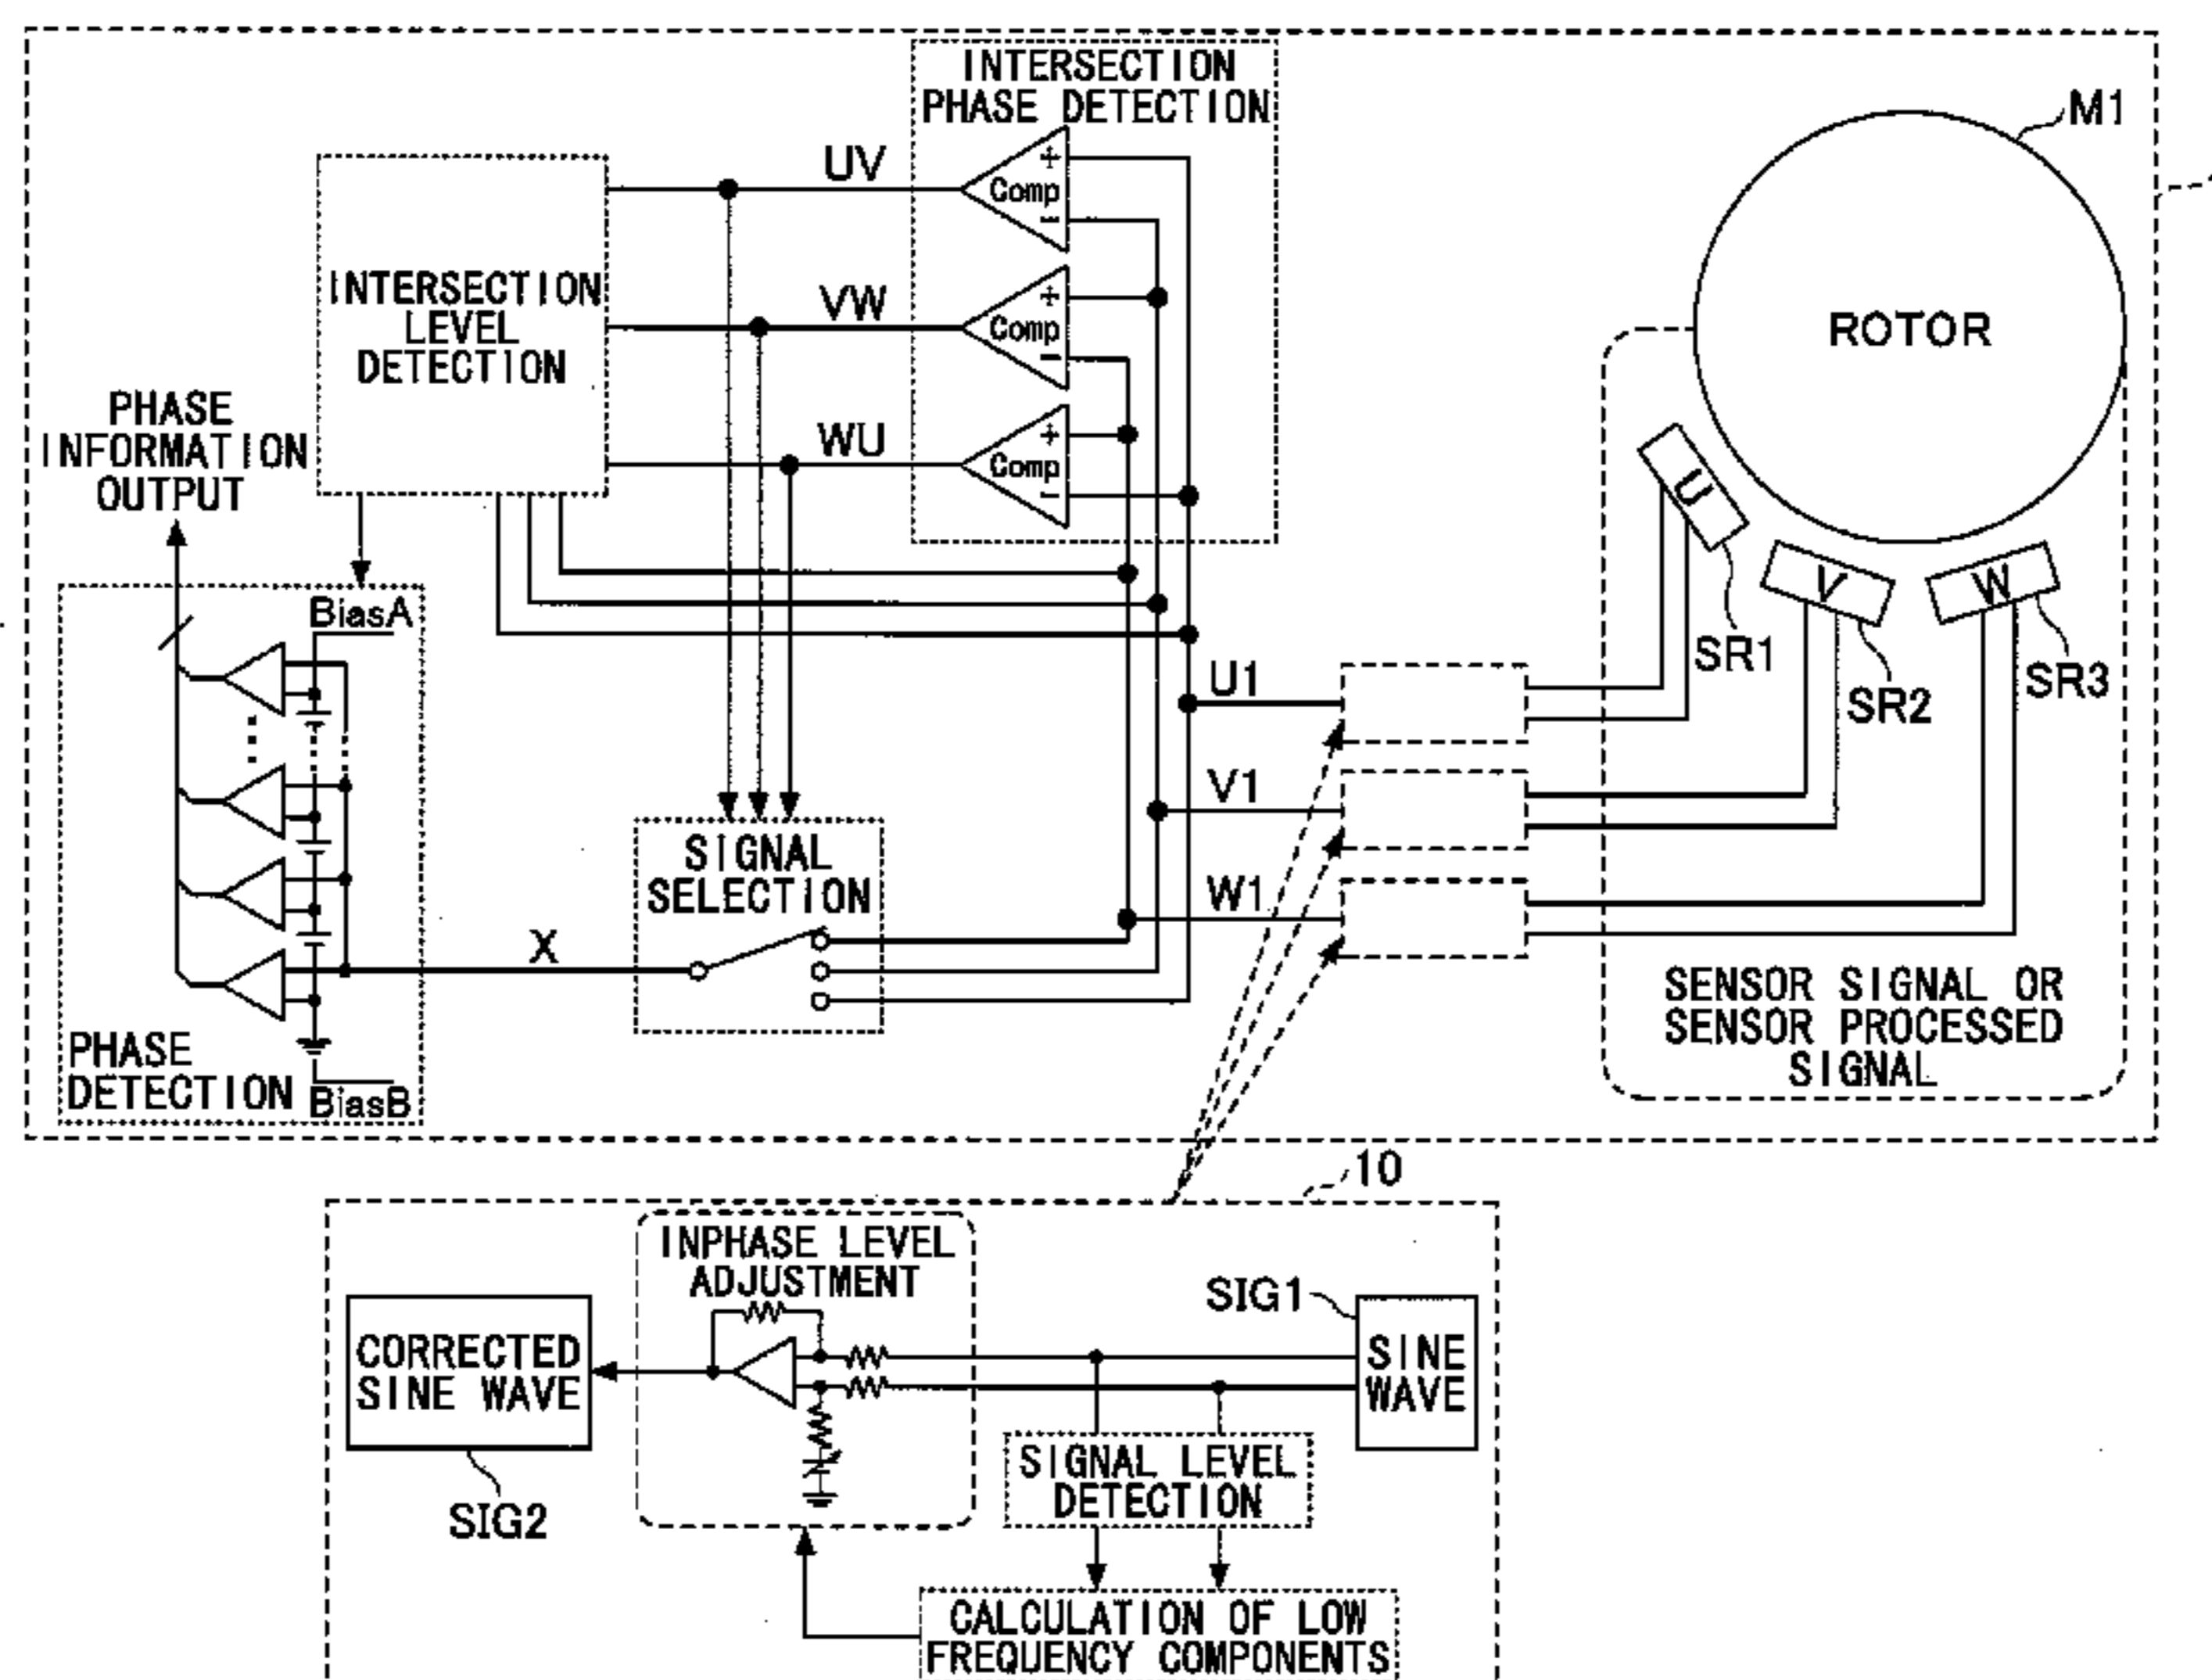 INTERSECTION
PHASE DETECTION
M1
UV
+
Comp
-
INTERSECTION
LEVEL
DETECTION
VW
+
Comp
-
ROTOR
PHASE
INFORMATION
OUTPUT
WU
+
Comp
-
U
V
W
SR1
SR2
SR3
BiasA
U1
V1
SIGNAL
SELECTION
W1
X
SENSOR SIGNAL OR
SENSOR PROCESSED
SIGNAL
PHASE
DETECTION
BiasB
10
INPHASE LEVEL
ADJUSTMENT
SIG1
CORRECTED
SINE WAVE
SINE
WAVE
SIGNAL LEVEL
DETECTION
SIG2
CALCULATION OF LOW
FREQUENCY COMPONENTS